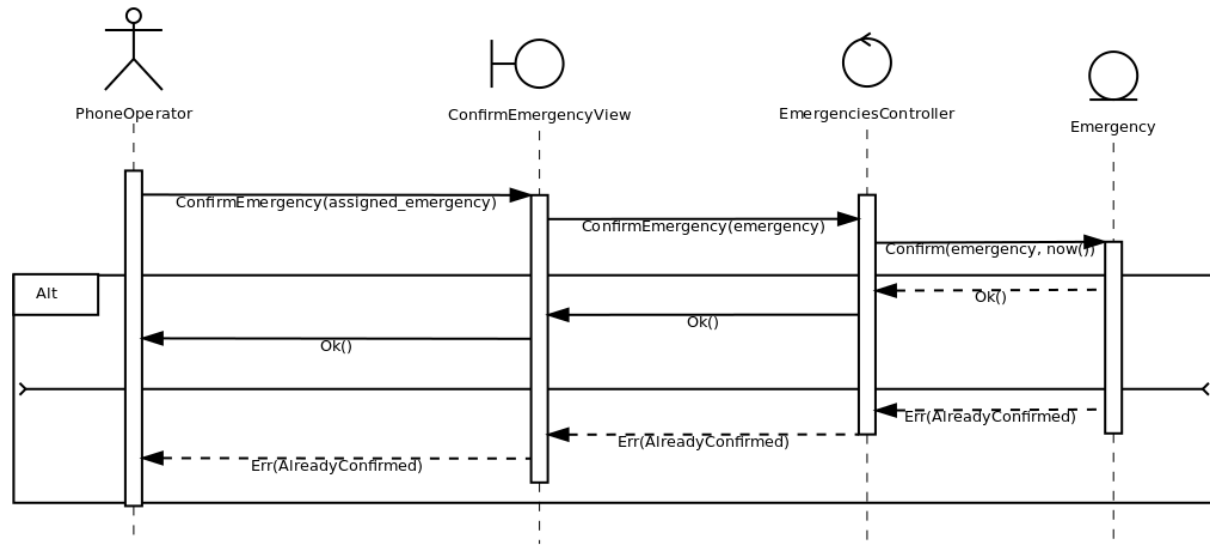 PhoneOperator
ConfirmEmergencyView
EmergenciesController
Emergency
ConfirmEmergency(assigned_emergency)
ConfirmEmergency(emergency)
Confirm(emergency, now())
Alt
Ok()
Ok()
Ok()
Err(AlreadyConfirmed)
Err(AlreadyConfirmed)
Err(AlreadyConfirmed)